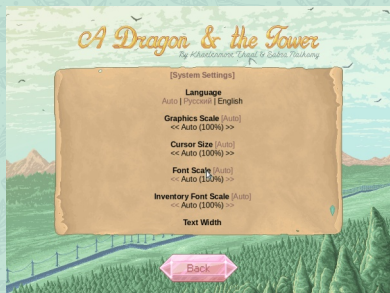 A Dragon & the Tower
[System Settings]
Language
Auto | Русский | English
Graphics Scale [Auto]
<< Auto (100%) >>
Cursor Size [Auto]
<< Auto (100%) >>
Font Scale [Auto]
<< Auto (100%) >>
Inventory Font Scale [Auto]
<< Auto (100%) >>
Text Width
Back